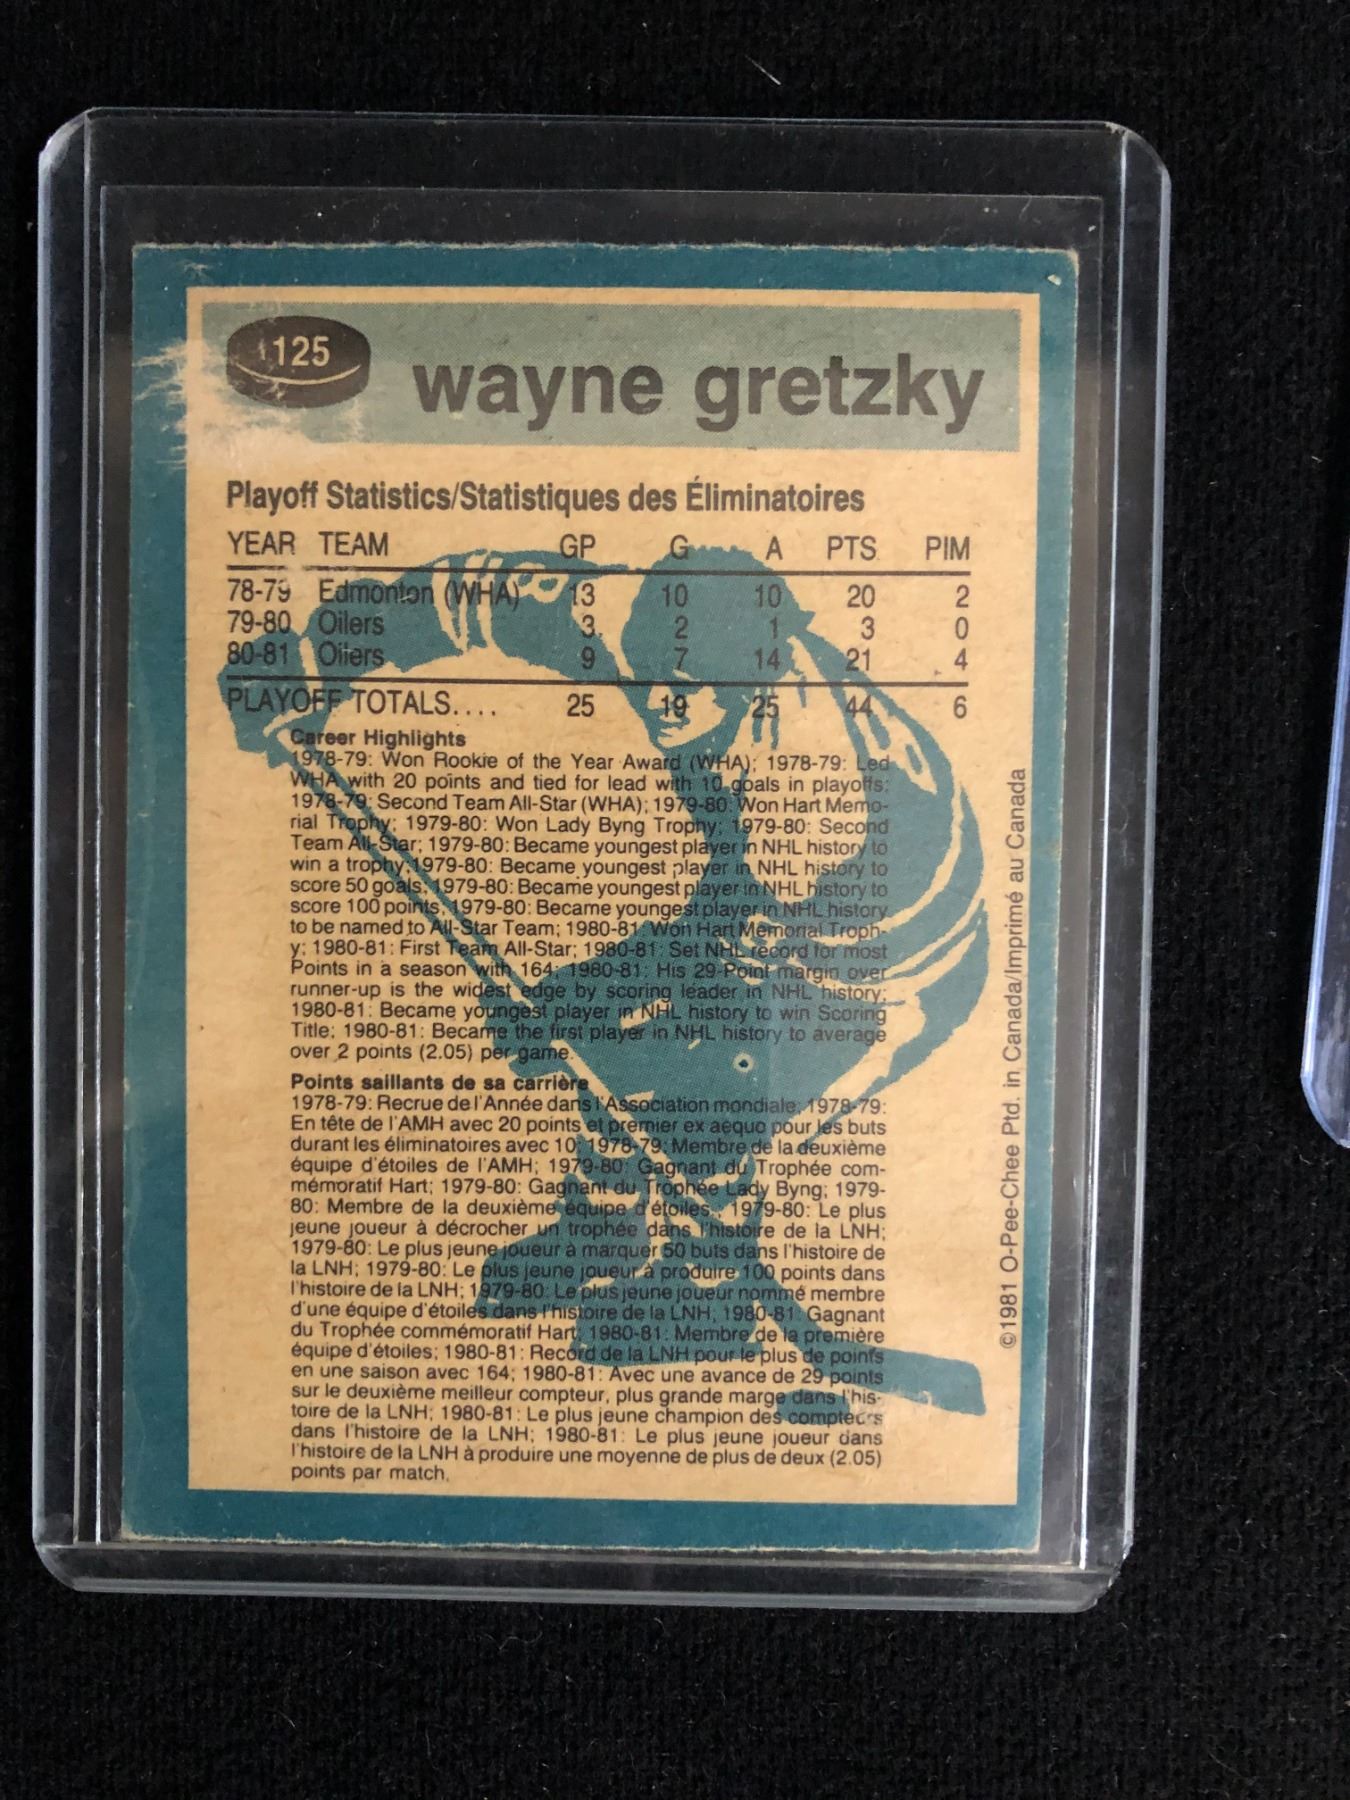 125
wayne gretzky
Playoff Statistics/Statistiques des Éliminatoires
YEAR TEAM GP G A PTS PIM
78-79 Edmonton (WHA) 13 10 10 20 2
79-80 Oilers 3 2 1 3 0
80-81 Oilers 9 7 14 21 4
PLAYOFF TOTALS.... 25 19 25 44 6
Career Highlights
1978-79: Won Rookie of the Year Award (WHA); 1978-79: Led
WHA with 20 points and tied for lead with 10 goals in playoffs;
1978-79: Second Team All-Star (WHA); 1979-80: Won Hart Memo-
rial Trophy; 1979-80: Won Lady Byng Trophy; 1979-80: Second
Team All-Star; 1979-80: Became youngest player in NHL history to
win a trophy; 1979-80: Became youngest player in NHL history to
score 50 goals; 1979-80: Became youngest player in NHL history to
score 100 points, 1979-80: Became youngest player in NHL history
to be named to All-Star Team; 1980-81: Won Hart Memorial Troph-
y; 1980-81: First Team All-Star; 1980-81: Set NHL record for most
Points in a season with 164; 1980-81: His 29-Point margin over
runner-up is the widest edge by scoring leader in NHL history;
1980-81: Became youngest player in NHL history to win Scoring
Title; 1980-81: Became the first player in NHL history to average
over 2 points (2.05) per game.
Points saillants de sa carrière
1978-79: Recrue de l'Année dans l'Association mondiale; 1978-79:
En tête de l'AMH avec 20 points et premier ex aequo pour les buts
durant les éliminatoires avec 10; 1978-79: Membre de la deuxième
équipe d'étoiles de l'AMH; 1979-80: Gagnant du Trophée com-
mémoratif Hart; 1979-80: Gagnant du Trophée Lady Byng; 1979-
80: Membre de la deuxième équipe d'étoiles.; 1979-80: Le plus
jeune joueur à décrocher un trophée dans l'histoire de la LNH;
1979-80: Le plus jeune joueur à marquer 50 buts dans l'histoire de
la LNH; 1979-80: Le plus jeune joueur à produire 100 points dans
l'histoire de la LNH; 1979-80: Le plus jeune joueur nommé membre
d'une équipe d'étoiles dans l'histoire de la LNH; 1980-81: Gagnant
du Trophée commémoratif Hart; 1980-81: Membre de la première
équipe d'étoiles; 1980-81: Record de la LNH pour le plus de points
en une saison avec 164; 1980-81: Avec une avance de 29 points
sur le deuxième meilleur compteur, plus grande marge dans l'his-
toire de la LNH; 1980-81: Le plus jeune champion des compteurs
dans l'histoire de la LNH; 1980-81: Le plus jeune joueur dans
l'histoire de la LNH à produire une moyenne de plus de deux (2.05)
points par match.
©1981 O-Pee-Chee Ptd. in Canada/Imprimé au Canada